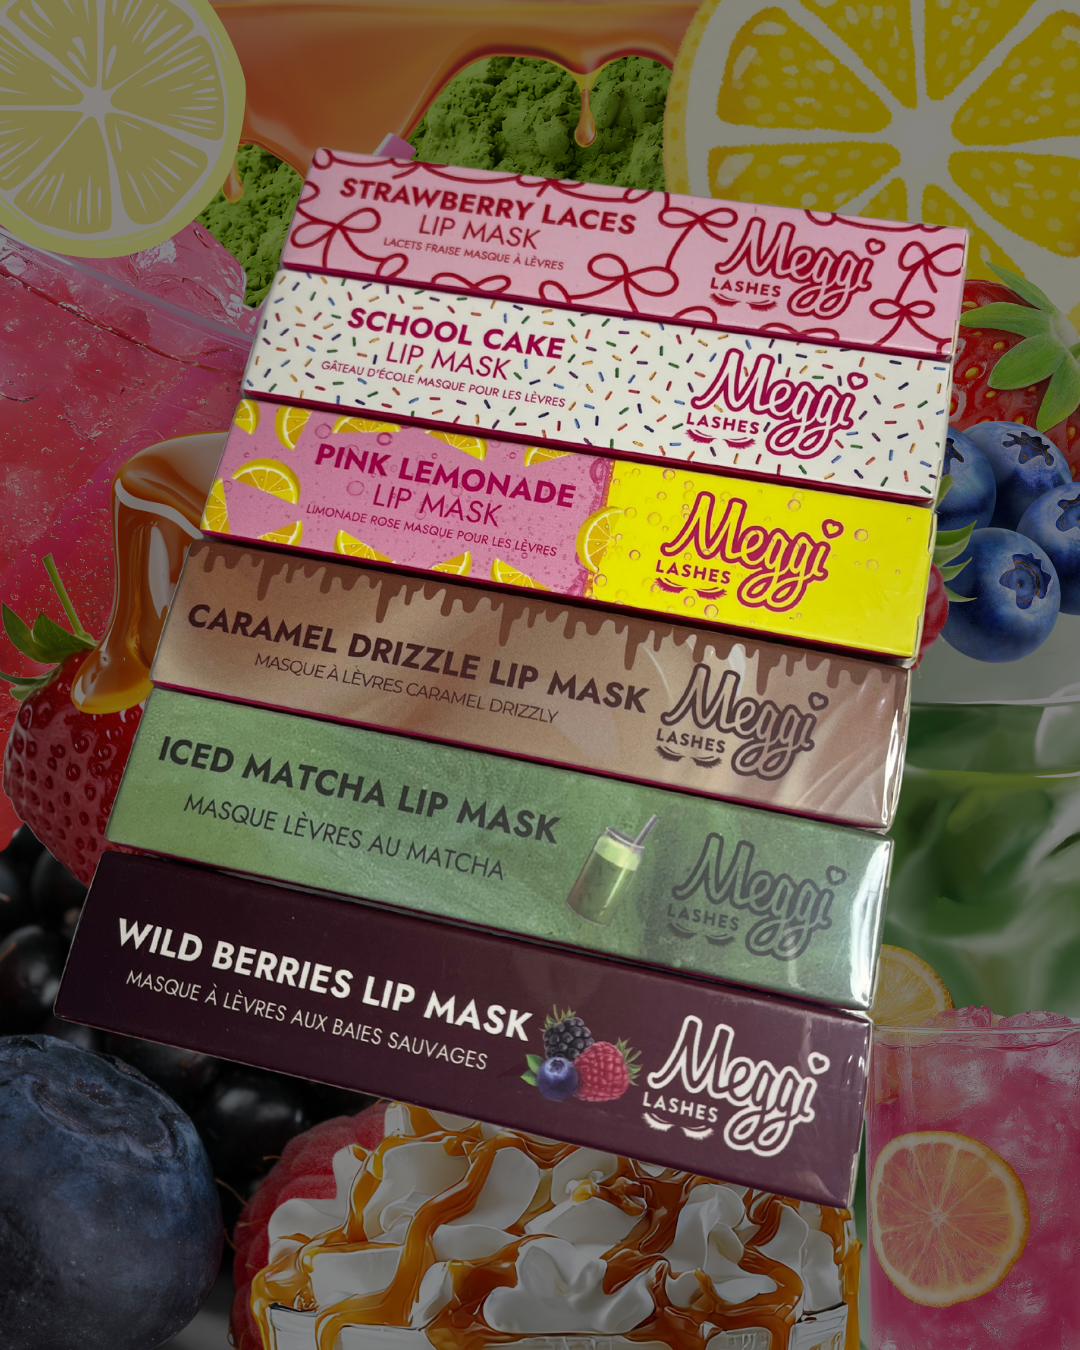 STRAWBERRY LACES
LIP MASK
LACETS FRAISE MASQUE À LÈVRES
Meggi
LASHES
SCHOOL CAKE
LIP MASK
GÂTEAU D'ÉCOLE MASQUE POUR LES LÈVRES
Meggi
LASHES
PINK LEMONADE
LIP MASK
LIMONADE ROSE MASQUE POUR LES LÈVRES
Meggi
LASHES
CARAMEL DRIZZLE LIP MASK
MASQUE À LÈVRES CARAMEL DRIZZLY
Meggi
LASHES
ICED MATCHA LIP MASK
MASQUE LÈVRES AU MATCHA
Meggi
LASHES
WILD BERRIES LIP MASK
MASQUE À LÈVRES AUX BAIES SAUVAGES
Meggi
LASHES